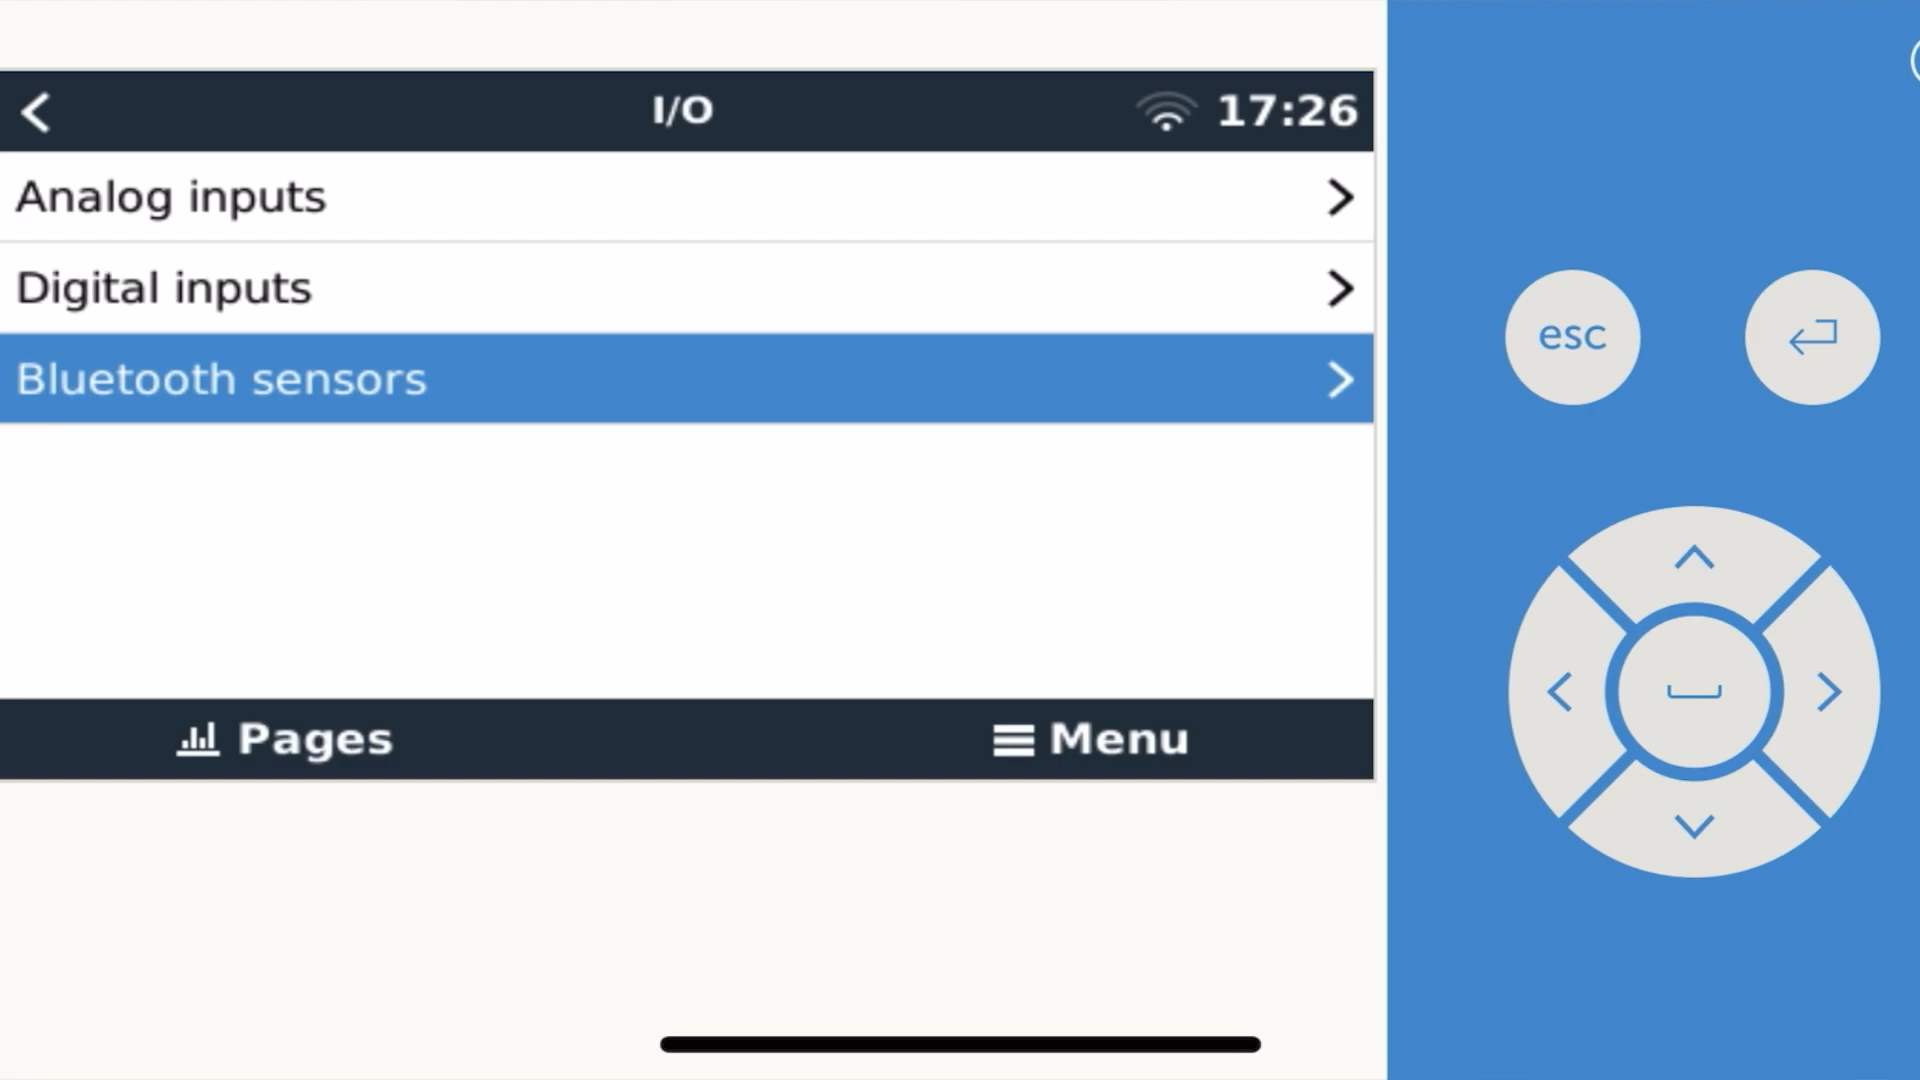 I/O
17:26
Analog inputs
Digital inputs
Bluetooth sensors
Pages
Menu
esc